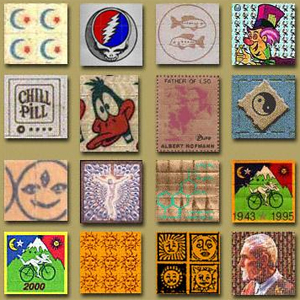 CHILL
PILL
FATHER OF LSD
ALBERT HOFMANN
1943 1995
2000